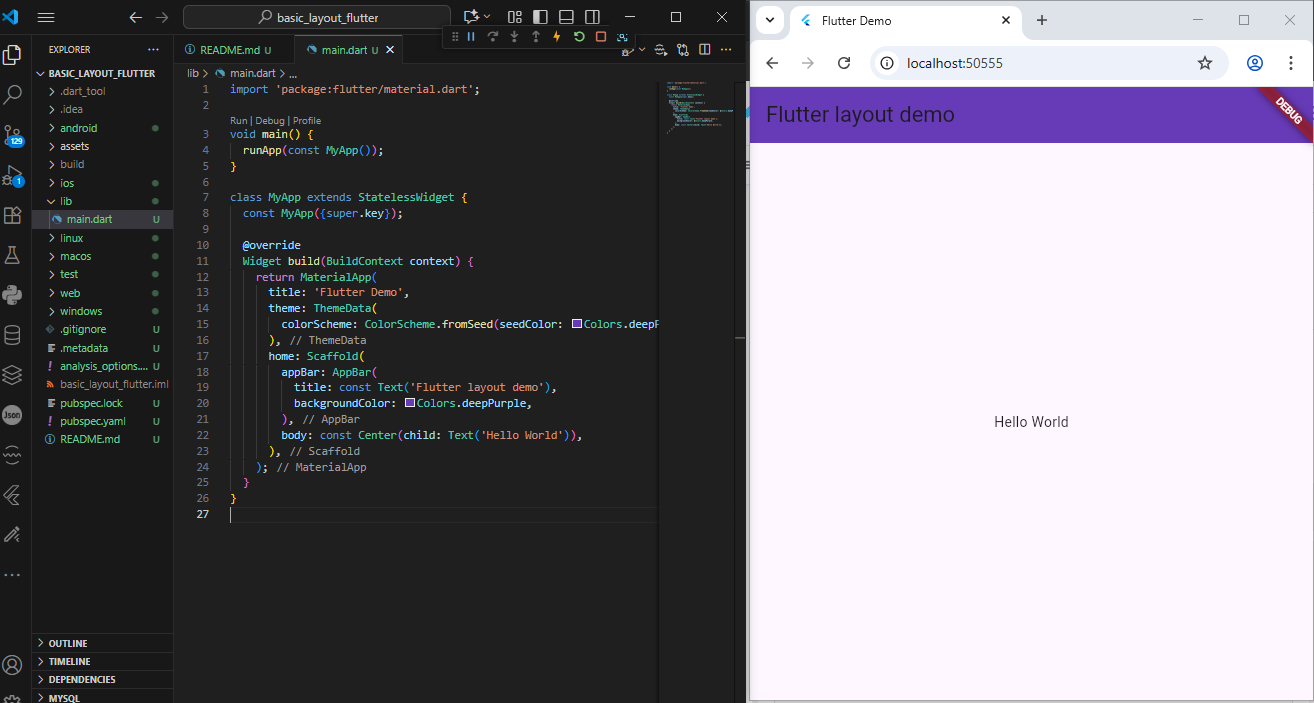 basic_layout_flutter
EXPLORER
BASIC_LAYOUT_FLUTTER
.dart_tool
.idea
android
assets
build
ios
lib
main.dart U
linux
macos
test
web
windows
.gitignore U
.metadata U
analysis_options.... U
basic_layout_flutter.iml
pubspec.lock U
pubspec.yaml U
README.md U
OUTLINE
TIMELINE
DEPENDENCIES
MYSQL
129
1
Json
README.md U
main.dart U
lib > main.dart > ...
1 import 'package:flutter/material.dart';
2
Run | Debug | Profile
3 void main() {
4 runApp(const MyApp());
5 }
6
7 class MyApp extends StatelessWidget {
8 const MyApp({super.key});
9
10 @override
11 Widget build(BuildContext context) {
12 return MaterialApp(
13 title: 'Flutter Demo',
14 theme: ThemeData(
15 colorScheme: ColorScheme.fromSeed(seedColor: Colors.deepP
16 ), // ThemeData
17 home: Scaffold(
18 appBar: AppBar(
19 title: const Text('Flutter layout demo'),
20 backgroundColor: Colors.deepPurple,
21 ), // AppBar
22 body: const Center(child: Text('Hello World')),
23 ), // Scaffold
24 ); // MaterialApp
25 }
26 }
27
Flutter Demo
localhost:50555
Flutter layout demo
DEBUG
Hello World